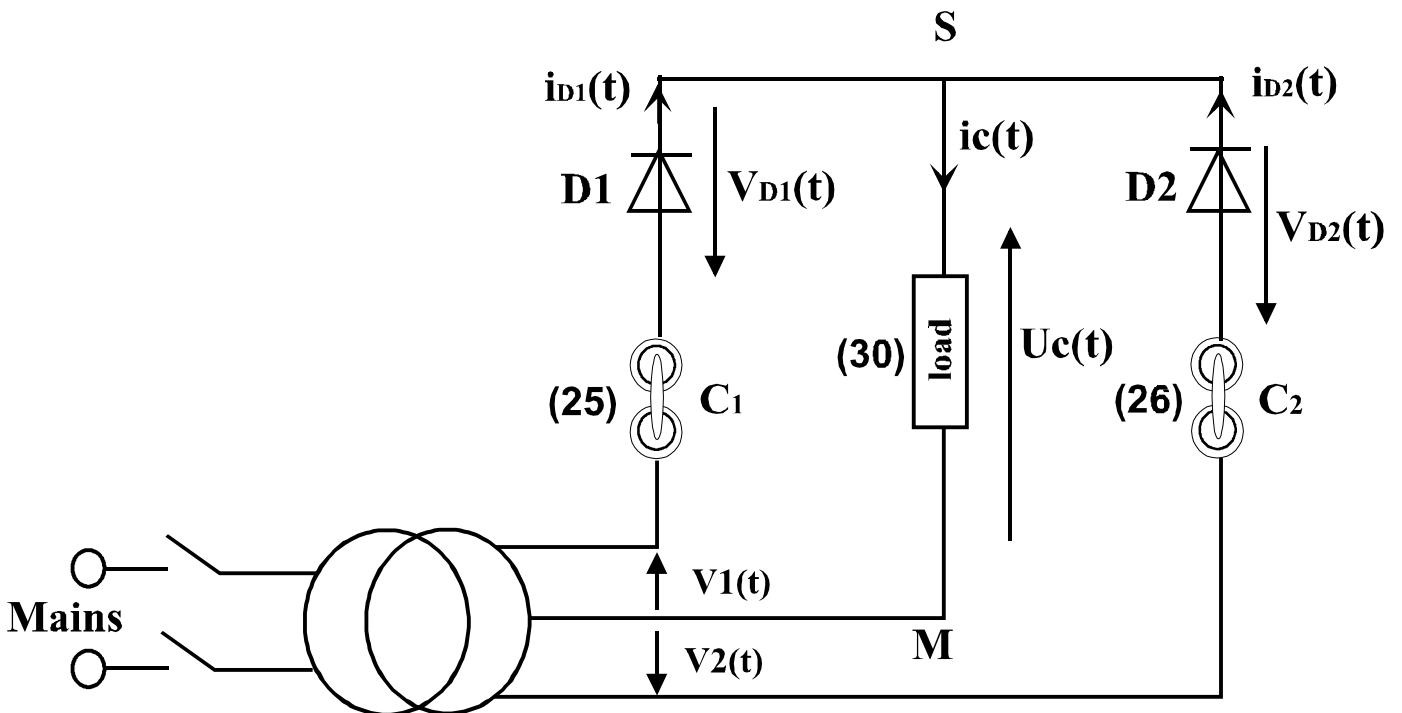 S
iD1(t)
iD2(t)
ic(t)
D1
VD1(t)
D2
VD2(t)
(30)
load
Uc(t)
(25)
C1
(26)
C2
Mains
V1(t)
M
V2(t)